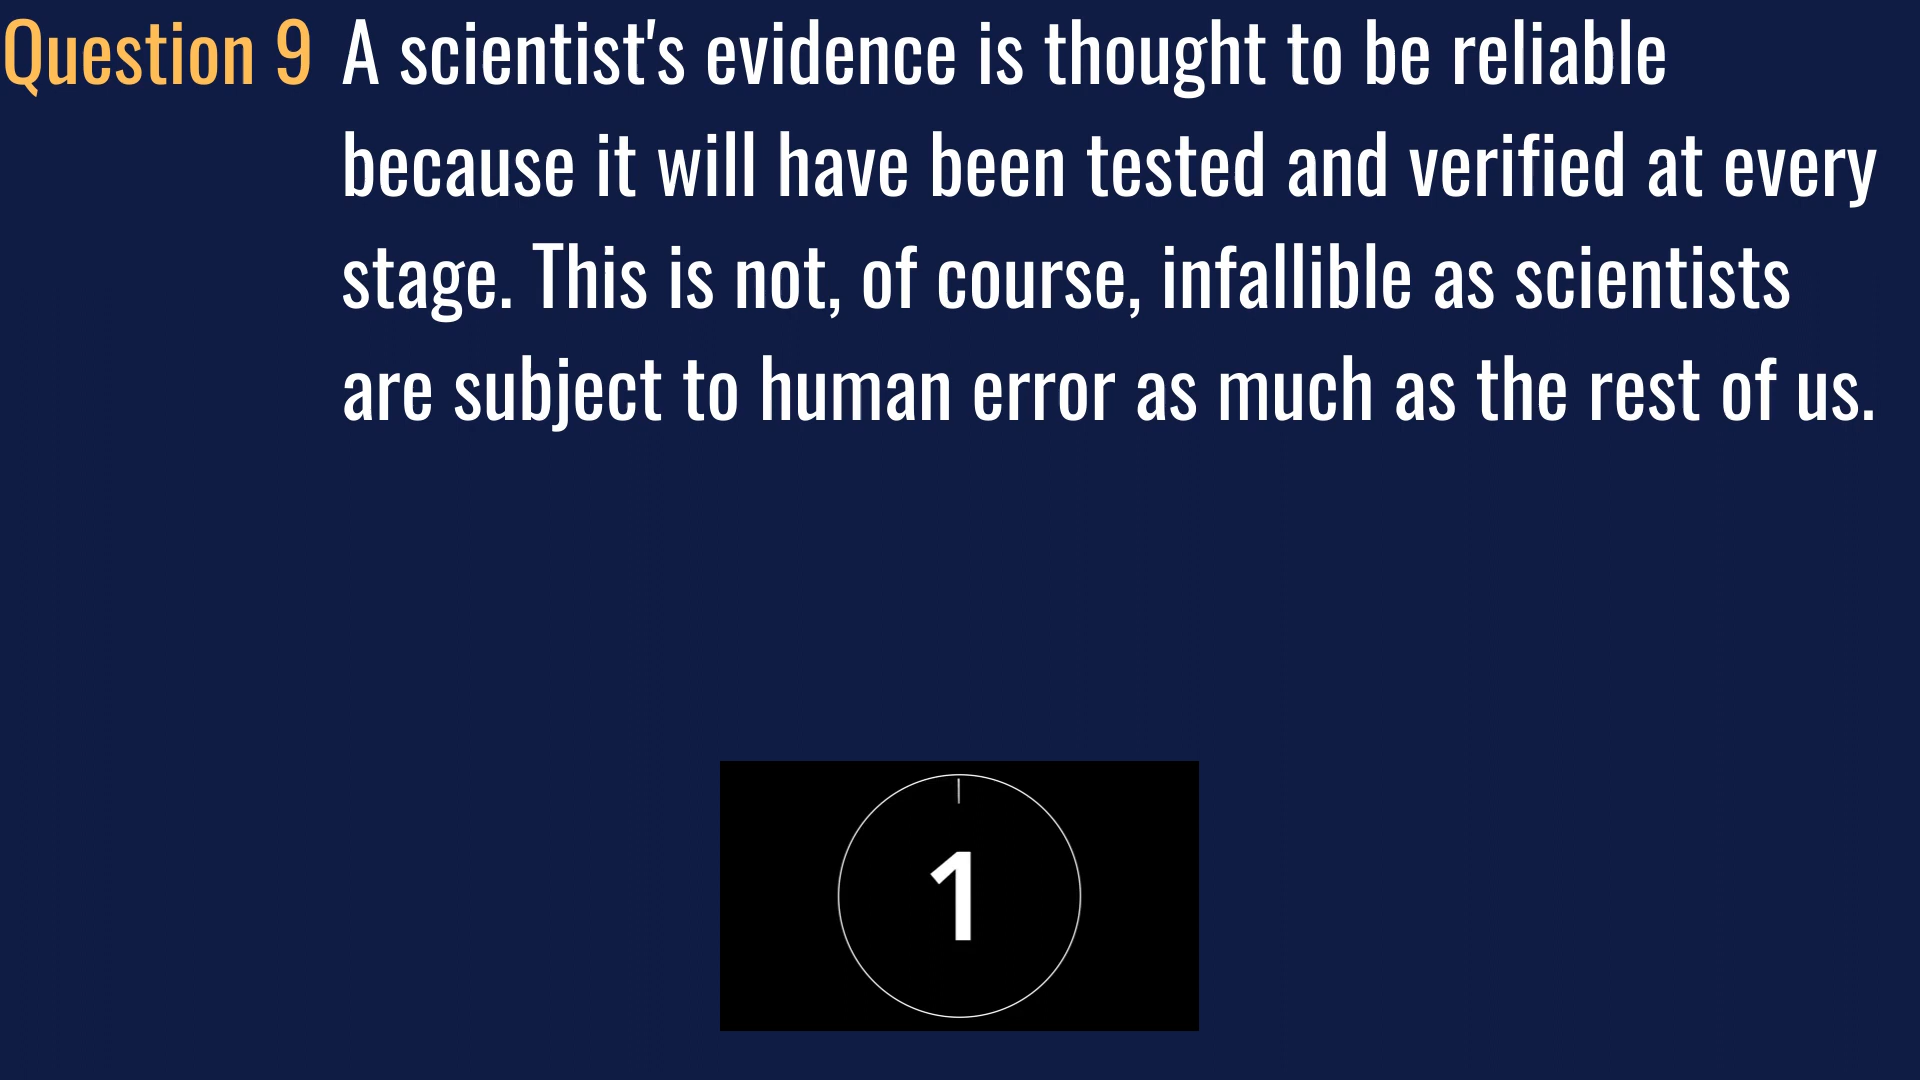 Question 9 A scientist's evidence is thought to be reliable
because it will have been tested and verified at every
stage. This is not, of course, infallible as scientists
are subject to human error as much as the rest of us.
1